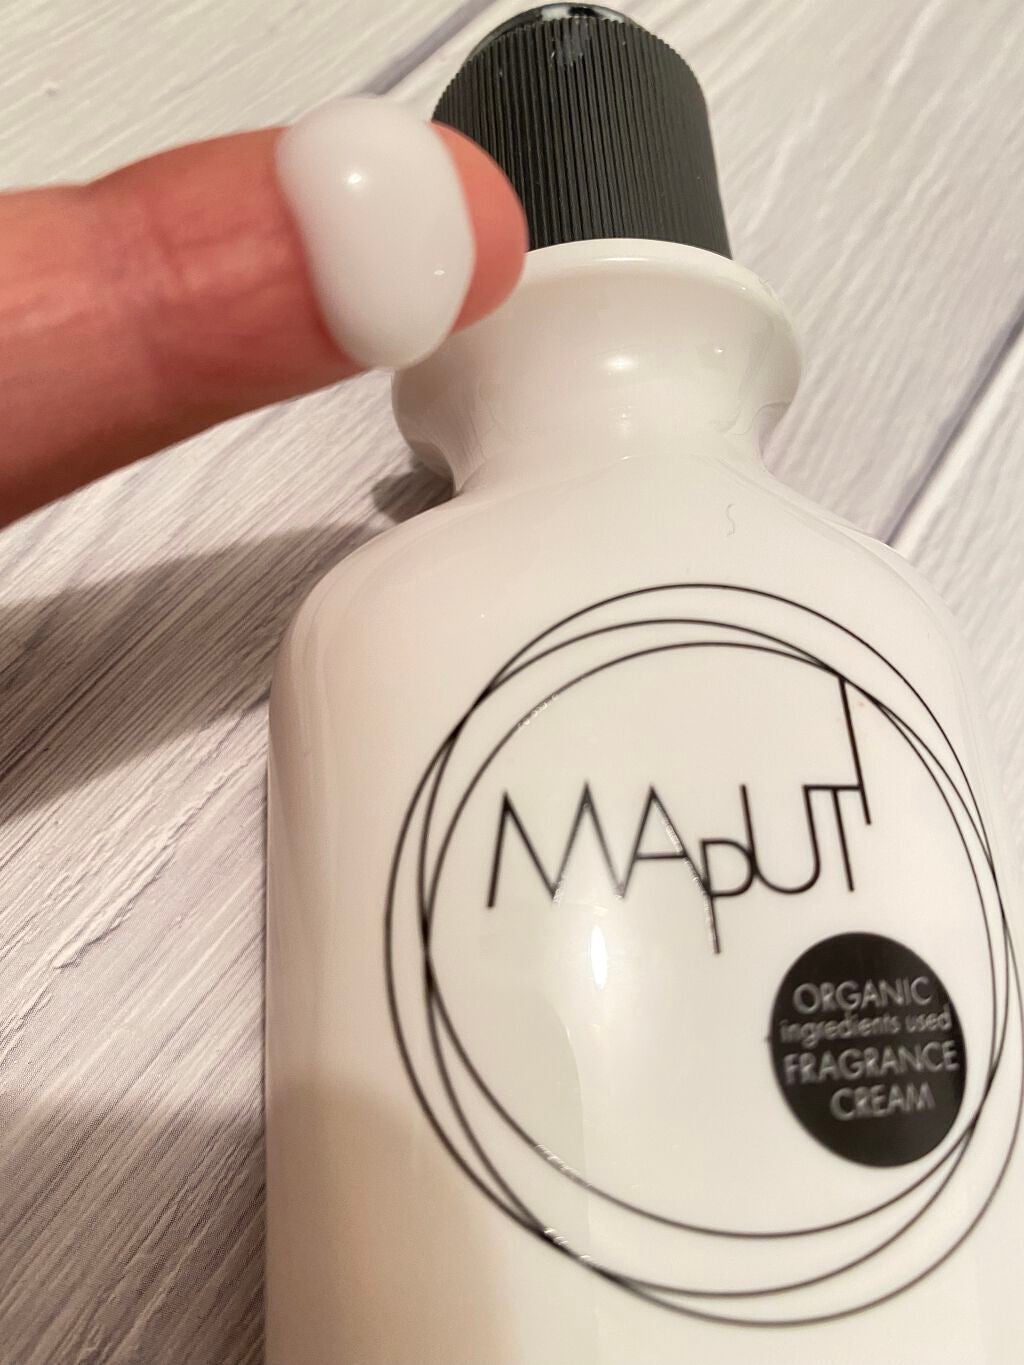 MApUTI
ORGANIC
ingredients used
FRAGRANCE
CREAM